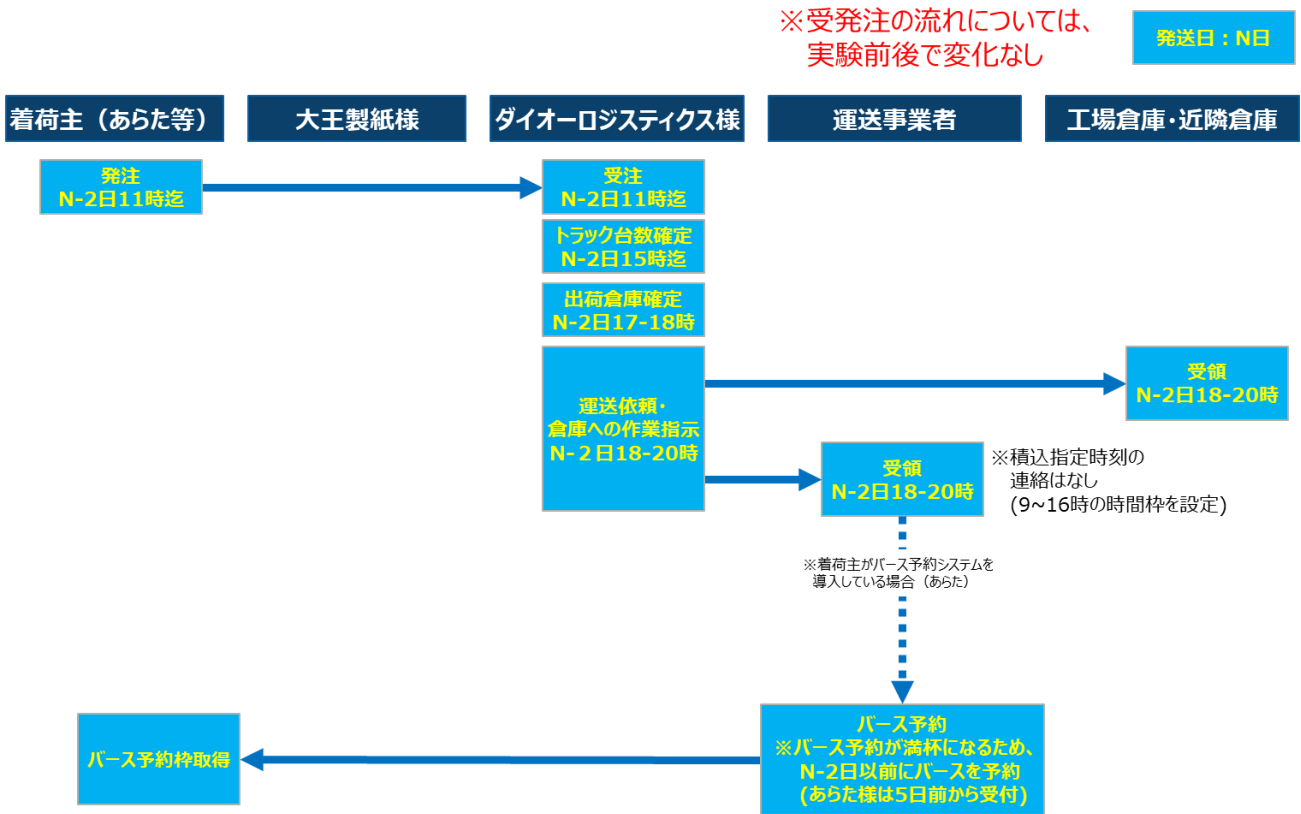 ※受発注の流れについては、
実験前後で変化なし
発送日：N日
着荷主（あらた等）
大王製紙様
ダイオーロジスティクス様
運送事業者
工場倉庫・近隣倉庫
発注
N-2日11時迄
受注
N-2日11時迄
トラック台数確定
N-2日15時迄
出荷倉庫確定
N-2日17-18時
運送依頼・
倉庫への作業指示
N-２日18-20時
受領
N-2日18-20時
受領
N-2日18-20時
※積込指定時刻の
連絡はなし
(9~16時の時間枠を設定)
※着荷主がバース予約システムを
導入している場合（あらた）
バース予約
※バース予約が満杯になるため、
N-2日以前にバースを予約
(あらた様は5日前から受付)
バース予約枠取得